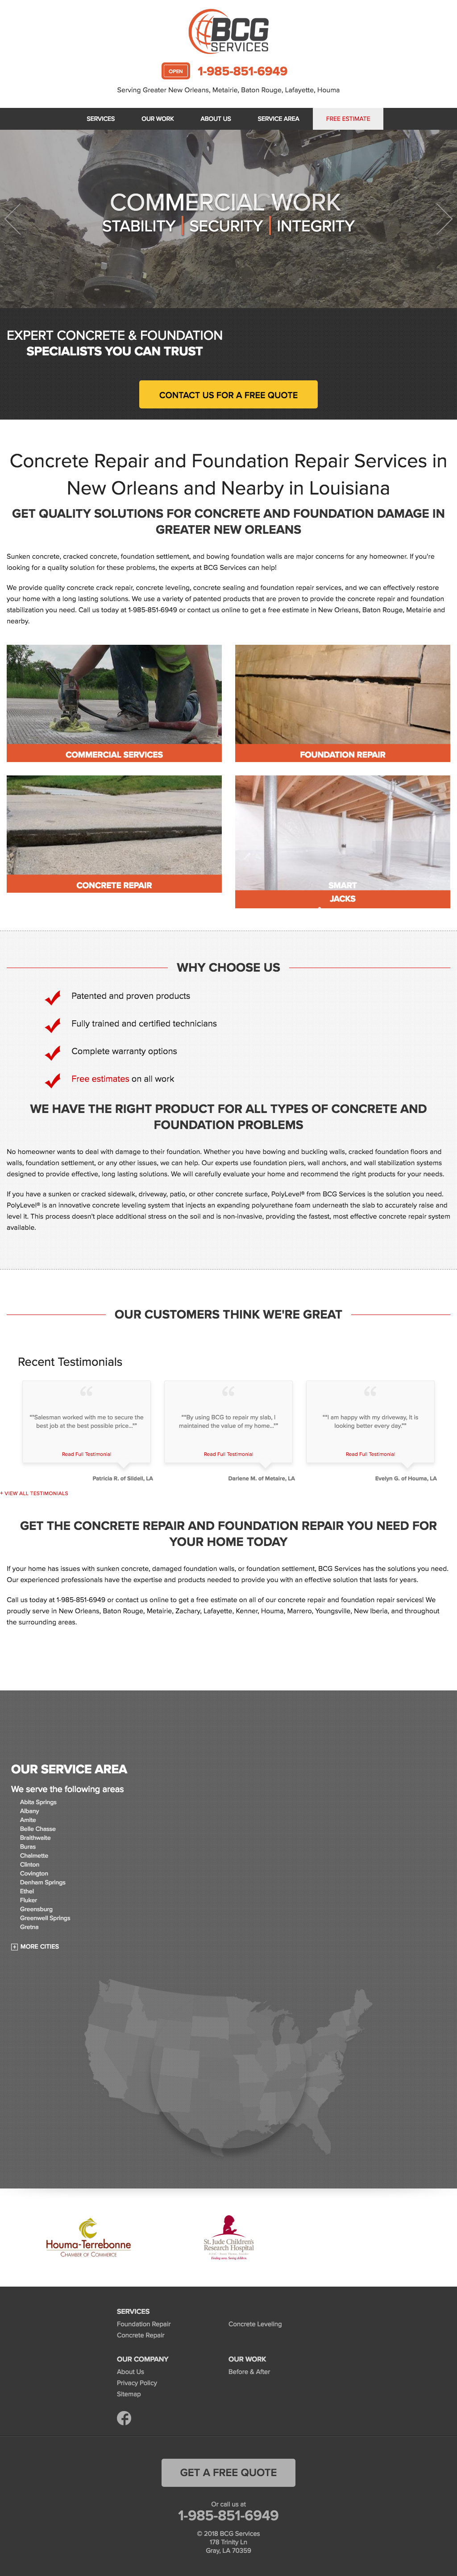 BCG
SERVICES
OPEN
1-985-851-6949
Serving Greater New Orleans, Metairie, Baton Rouge, Lafayette, Houma
SERVICES OUR WORK ABOUT US SERVICE AREA FREE ESTIMATE
COMMERCIAL WORK
STABILITY | SECURITY | INTEGRITY
EXPERT CONCRETE & FOUNDATION
SPECIALISTS YOU CAN TRUST
CONTACT US FOR A FREE QUOTE
Concrete Repair and Foundation Repair Services in
New Orleans and Nearby in Louisiana
GET QUALITY SOLUTIONS FOR CONCRETE AND FOUNDATION DAMAGE IN
GREATER NEW ORLEANS
Sunken concrete, cracked concrete, foundation settlement, and bowing foundation walls are major concerns for any homeowner. If you're
looking for a quality solution for these problems, the experts at BCG Services can help!
We provide quality concrete crack repair, concrete leveling, concrete sealing and foundation repair services, and we can effectively restore
your home with a long lasting solutions. We use a variety of patented products that are proven to provide the concrete repair and foundation
stabilization you need. Call us today at 1-985-851-6949 or contact us online to get a free estimate in New Orleans, Baton Rouge, Metairie and
nearby.
COMMERCIAL SERVICES
FOUNDATION REPAIR
CONCRETE REPAIR
SMART
JACKS
WHY CHOOSE US
Patented and proven products
Fully trained and certified technicians
Complete warranty options
Free estimates on all work
WE HAVE THE RIGHT PRODUCT FOR ALL TYPES OF CONCRETE AND
FOUNDATION PROBLEMS
No homeowner wants to deal with damage to their foundation. Whether you have bowing and buckling walls, cracked foundation floors and
walls, foundation settlement, or any other issues, we can help. Our experts use foundation piers, wall anchors, and wall stabilization systems
designed to provide effective, long lasting solutions. We will carefully evaluate your home and recommend the right products for your needs.
If you have a sunken or cracked sidewalk, driveway, patio, or other concrete surface, PolyLevel® from BCG Services is the solution you need.
PolyLevel® is an innovative concrete leveling system that injects an expanding polyurethane foam underneath the slab to accurately raise and
level it. This process doesn't place additional stress on the soil and is non-invasive, providing the fastest, most effective concrete repair system
available.
OUR CUSTOMERS THINK WE'RE GREAT
Recent Testimonials
""Salesman worked with me to secure the
best job at the best possible price...""
Read Full Testimonial
Patricia R. of Slidell, LA
""By using BCG to repair my slab, I
maintained the value of my home...""
Read Full Testimonial
Darlene M. of Metaire, LA
""I am happy with my driveway, it is
looking better every day.""
Read Full Testimonial
Evelyn G. of Houma, LA
+ VIEW ALL TESTIMONIALS
GET THE CONCRETE REPAIR AND FOUNDATION REPAIR YOU NEED FOR
YOUR HOME TODAY
If your home has issues with sunken concrete, damaged foundation walls, or foundation settlement, BCG Services has the solutions you need.
Our experienced professionals have the expertise and products needed to provide you with an effective solution that lasts for years.
Call us today at 1-985-851-6949 or contact us online to get a free estimate on all of our concrete repair and foundation repair services! We
proudly serve in New Orleans, Baton Rouge, Metairie, Zachary, Lafayette, Kenner, Houma, Marrero, Youngsville, New Iberia, and throughout
the surrounding areas.
OUR SERVICE AREA
We serve the following areas
Abita Springs
Albany
Amite
Belle Chasse
Braithwaite
Buras
Chalmette
Clinton
Covington
Denham Springs
Ethel
Fluker
Greensburg
Greenwell Springs
Gretna
+ MORE CITIES
Houma-Terrebonne
CHAMBER OF COMMERCE
St. Jude Children's
Research Hospital
SERVICES
Foundation Repair
Concrete Leveling
Concrete Repair
OUR COMPANY
About Us
Privacy Policy
Sitemap
OUR WORK
Before & After
GET A FREE QUOTE
Or call us at
1-985-851-6949
© 2018 BCG Services
178 Trinity Ln
Gray, LA 70359